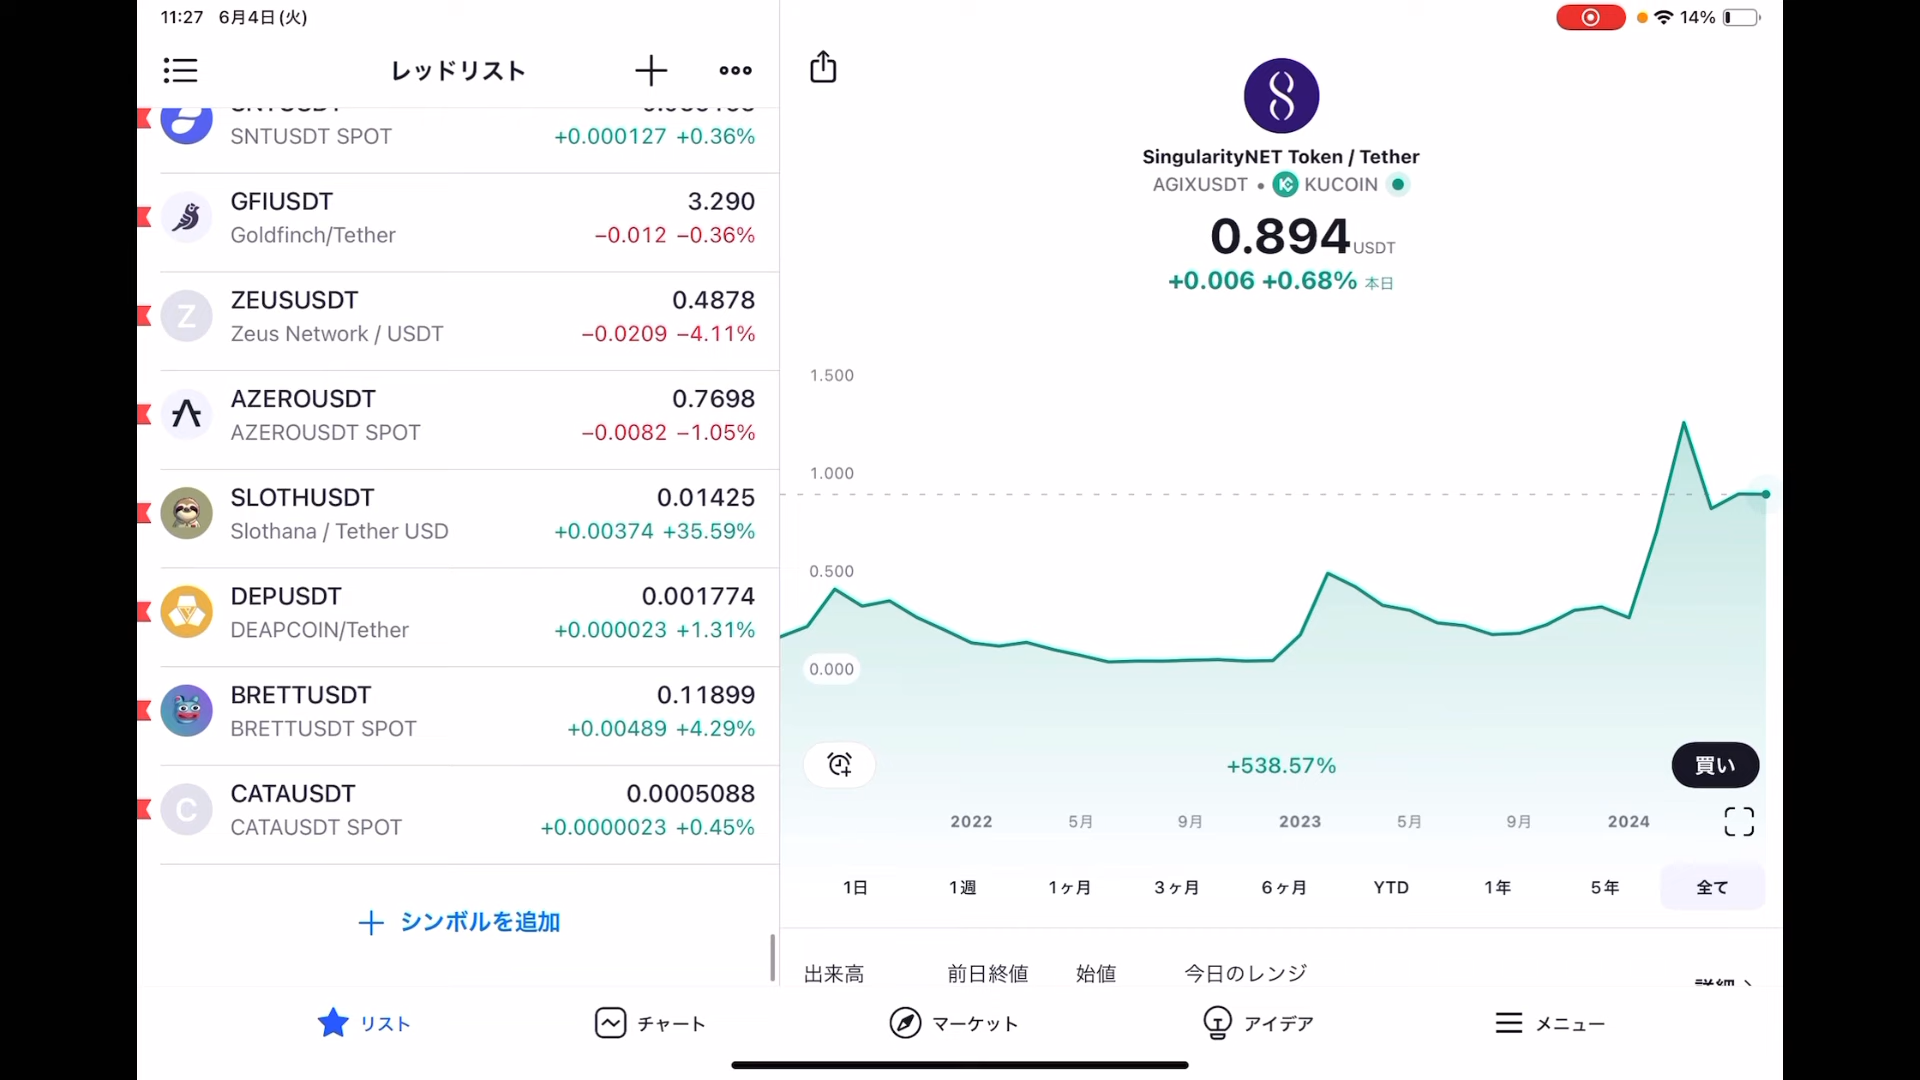 11:27 6月4日(火)
14%
レッドリスト
SNTUSDT SPOT
+0.000127 +0.36%
GFIUSDT
3.290
Goldfinch/Tether
−0.012 −0.36%
ZEUSUSDT
0.4878
Zeus Network / USDT
−0.0209 −4.11%
AZEROUSDT
0.7698
AZEROUSDT SPOT
−0.0082 −1.05%
SLOTHUSDT
0.01425
Slothana / Tether USD
+0.00374 +35.59%
DEPUSDT
0.001774
DEAPCOIN/Tether
+0.000023 +1.31%
BRETTUSDT
0.11899
BRETTUSDT SPOT
+0.00489 +4.29%
C
CATAUSDT
0.0005088
CATAUSDT SPOT
+0.0000023 +0.45%
Z
シンボルを追加
SingularityNET Token / Tether
AGIXUSDT • KUCOIN
0.894 USDT
+0.006 +0.68% 本日
1.500
1.000
0.500
0.000
+538.57%
買い
2022 5月 9月 2023 5月 9月 2024
1日 1週 1ヶ月 3ヶ月 6ヶ月 YTD 1年 5年 全て
出来高 前日終値 始値 今日のレンジ
リスト チャート マーケット アイデア メニュー